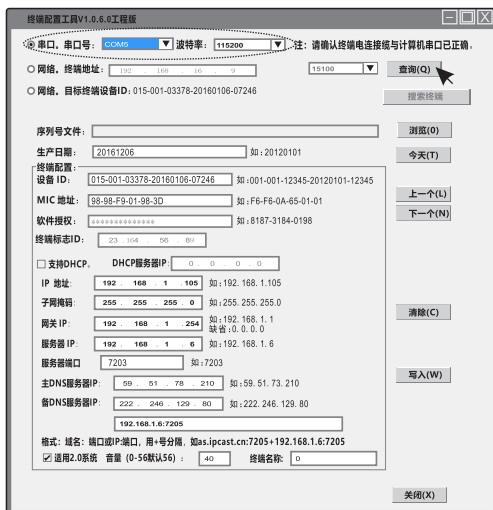 终端配置工具V1.0.6.0工程版
串口，串口号： COM5 波特率： 115200 注：请确认终端电连接缆与计算机串口已正确。
网络，终端地址： 192 . 168 . 16 . 9 15100 查询(Q)
网络，目标终端设备ID：015-001-03378-20160106-07246 搜索终端
序列号文件： 浏览(0)
生产日期： 20161206 如：20120101 今天(T)
终端配置：
设备 ID： 015-001-03378-20160106-07246 如：001-001-12345-20120101-12345
上一个(L)
MIC 地址： 98-98-F9-01-98-3D 如：F6-F6-0A-65-01-01
下一个(N)
软件授权： ************** 如：8187-3184-0198
终端标志ID： 23 . 164 . 56 . 89
支持DHCP。 DHCP服务器IP： 0 . 0 . 0 . 0
IP 地址： 192 . 168 . 1 . 105 如：192. 168. 1.105
子网掩码： 255 . 255 . 255 . 0 如：255. 255. 255.0
清除(C)
网关 IP： 192 . 168 . 1 . 254 如：192. 168. 1. 1
缺省：0. 0. 0. 0
服务器 IP： 192 . 168 . 1 . 6 如：192. 168. 1. 6
服务器端口 7203 如：7203
写入(W)
主DNS服务器IP： 59 . 51 . 78 . 210 如：59. 51. 73. 210
备DNS服务器IP： 222 . 246 . 129 . 80 如：222. 246. 129. 80
192.168.1.6:7205
格式：域名：端口或IP:端口，用+号分隔，如as.ipcast.cn:7205+192.168.1.6:7205
适用2.0系统 音量（0-56默认56）： 40 终端名称： 0
关闭(X)